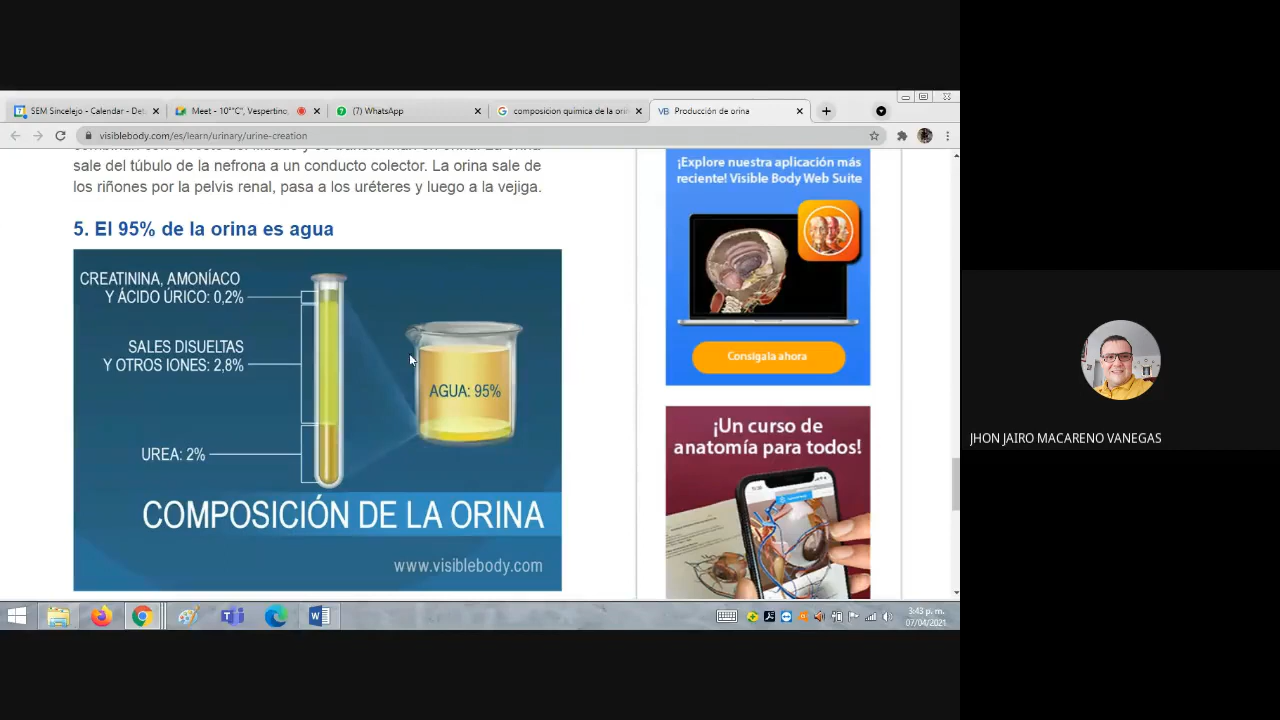 SEM Sincelejo - Calendar - Det
Meet - 10°"C", Vespertino,
(7) WhatsApp
composicion quimica de la orin
Producción de orina
visiblebody.com/es/learn/urinary/urine-creation
sale del túbulo de la nefrona a un conducto colector. La orina sale de
los riñones por la pelvis renal, pasa a los uréteres y luego a la vejiga.
5. El 95% de la orina es agua
CREATININA, AMONÍACO
Y ÁCIDO ÚRICO: 0,2%
SALES DISUELTAS
Y OTROS IONES: 2,8%
UREA: 2%
AGUA: 95%
COMPOSICIÓN DE LA ORINA
www.visiblebody.com
¡Explore nuestra aplicación más
reciente! Visible Body Web Suite
Consígala ahora
¡Un curso de
anatomía para todos!
JHON JAIRO MACARENO VANEGAS
3:43 p. m.
07/04/2021